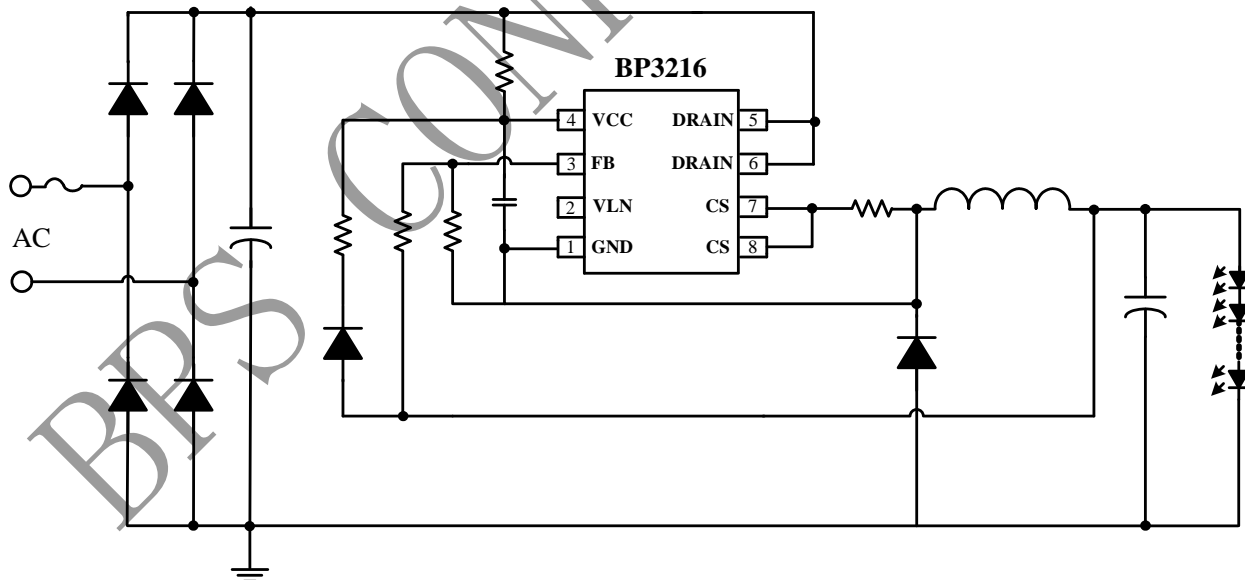 BP3216
4 VCC DRAIN 5
3 FB DRAIN 6
2 VLN CS 7
1 GND CS 8
AC
BPS